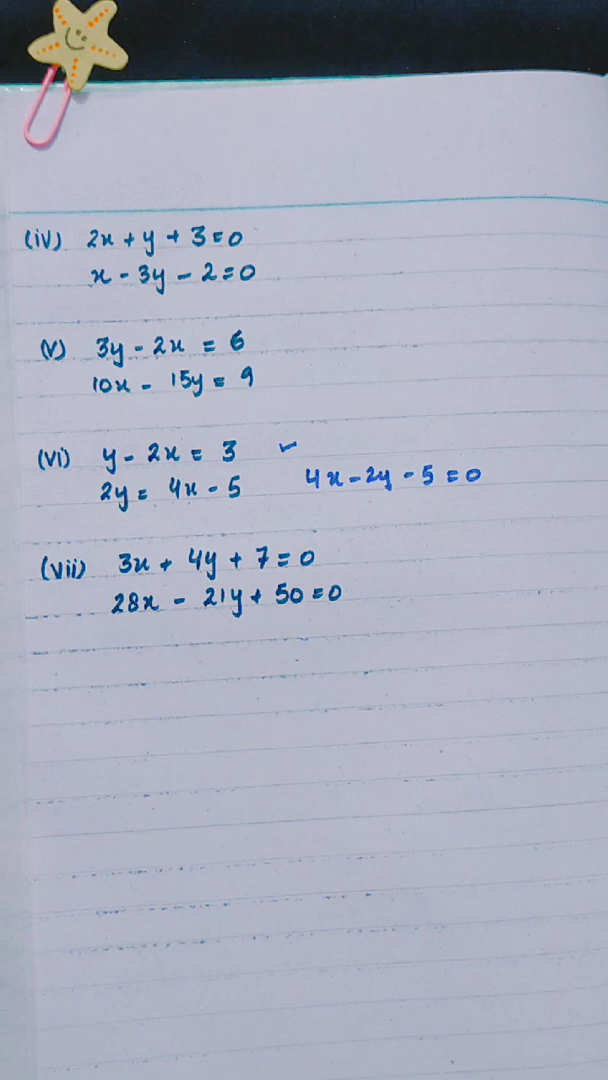 (iv) 2x + y + 3 = 0
x - 3y - 2 = 0
(v) 3y - 2x = 6
10x - 15y = 9
(vi) y - 2x = 3 ✓
2y = 4x - 5 4x - 2y - 5 = 0
(vii) 3x + 4y + 7 = 0
28x - 21y + 50 = 0